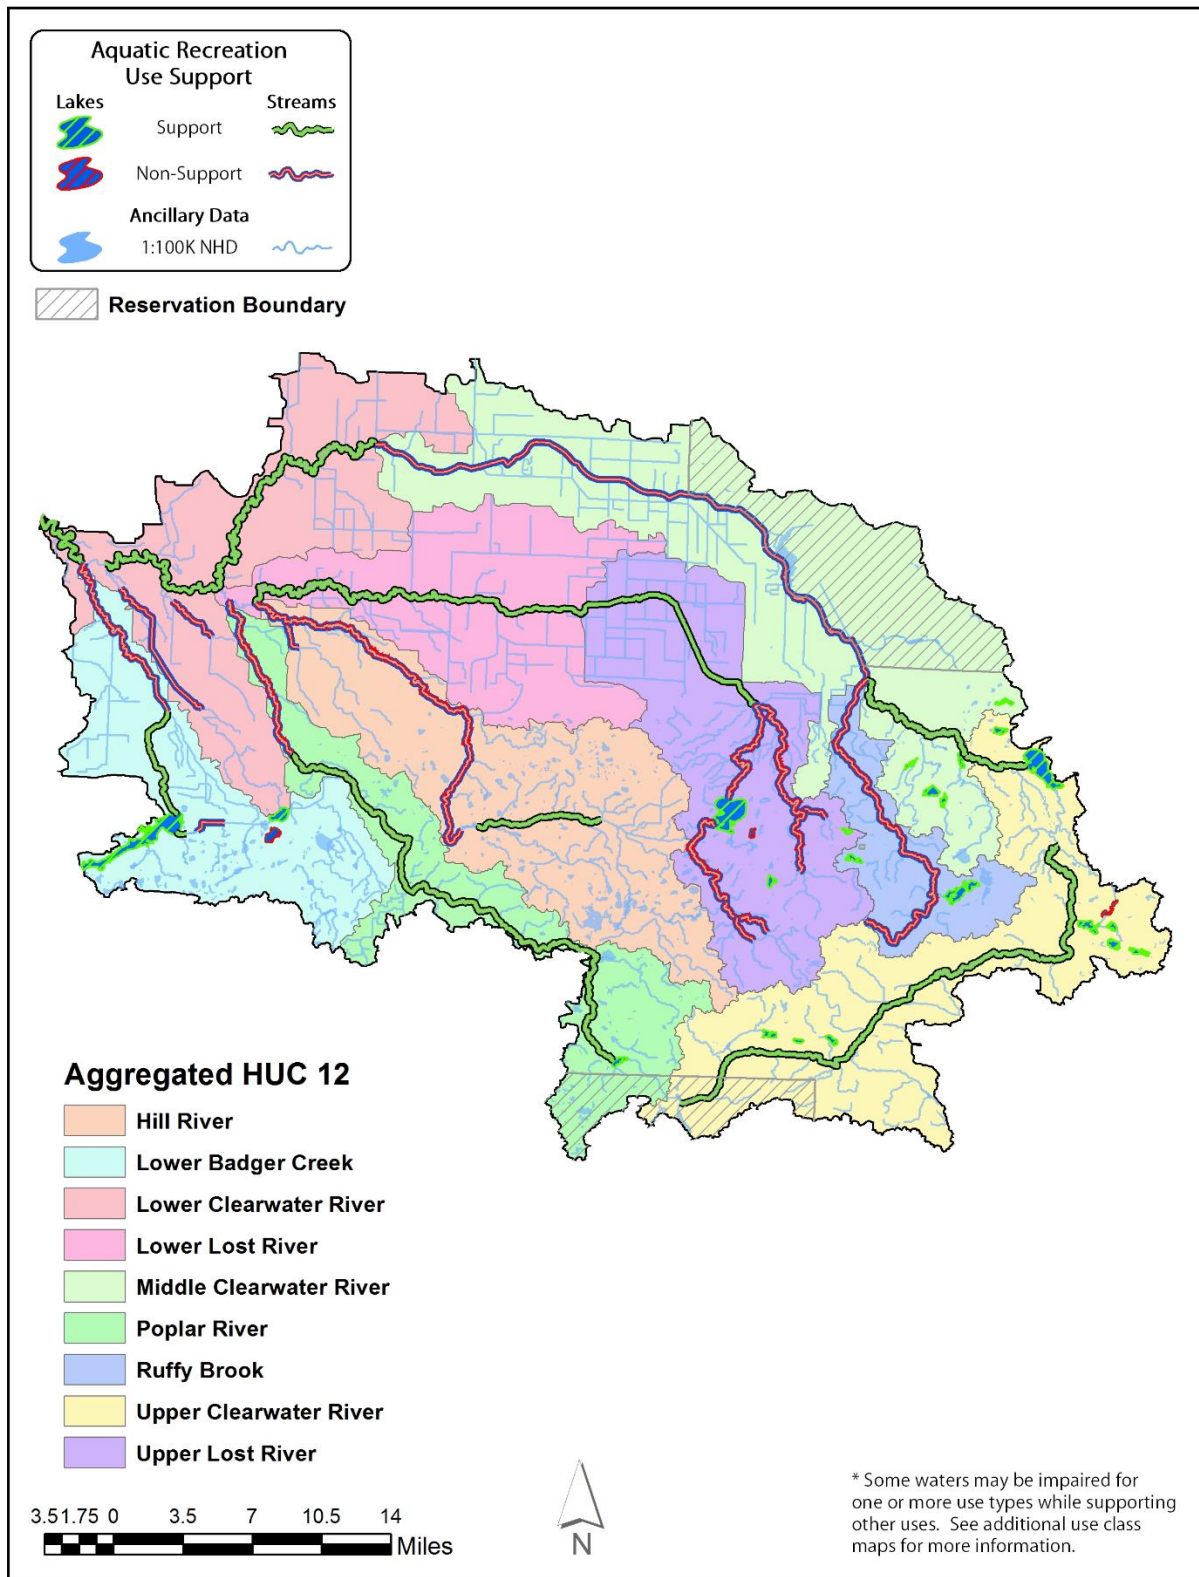 Aquatic Recreation
Use Support
Lakes Streams
Support
Non-Support
Ancillary Data
1:100K NHD
Reservation Boundary
Aggregated HUC 12
Hill River
Lower Badger Creek
Lower Clearwater River
Lower Lost River
Middle Clearwater River
Poplar River
Ruffy Brook
Upper Clearwater River
Upper Lost River
3.5 1.75 0 3.5 7 10.5 14
Miles
N
* Some waters may be impaired for
one or more use types while supporting
other uses. See additional use class
maps for more information.